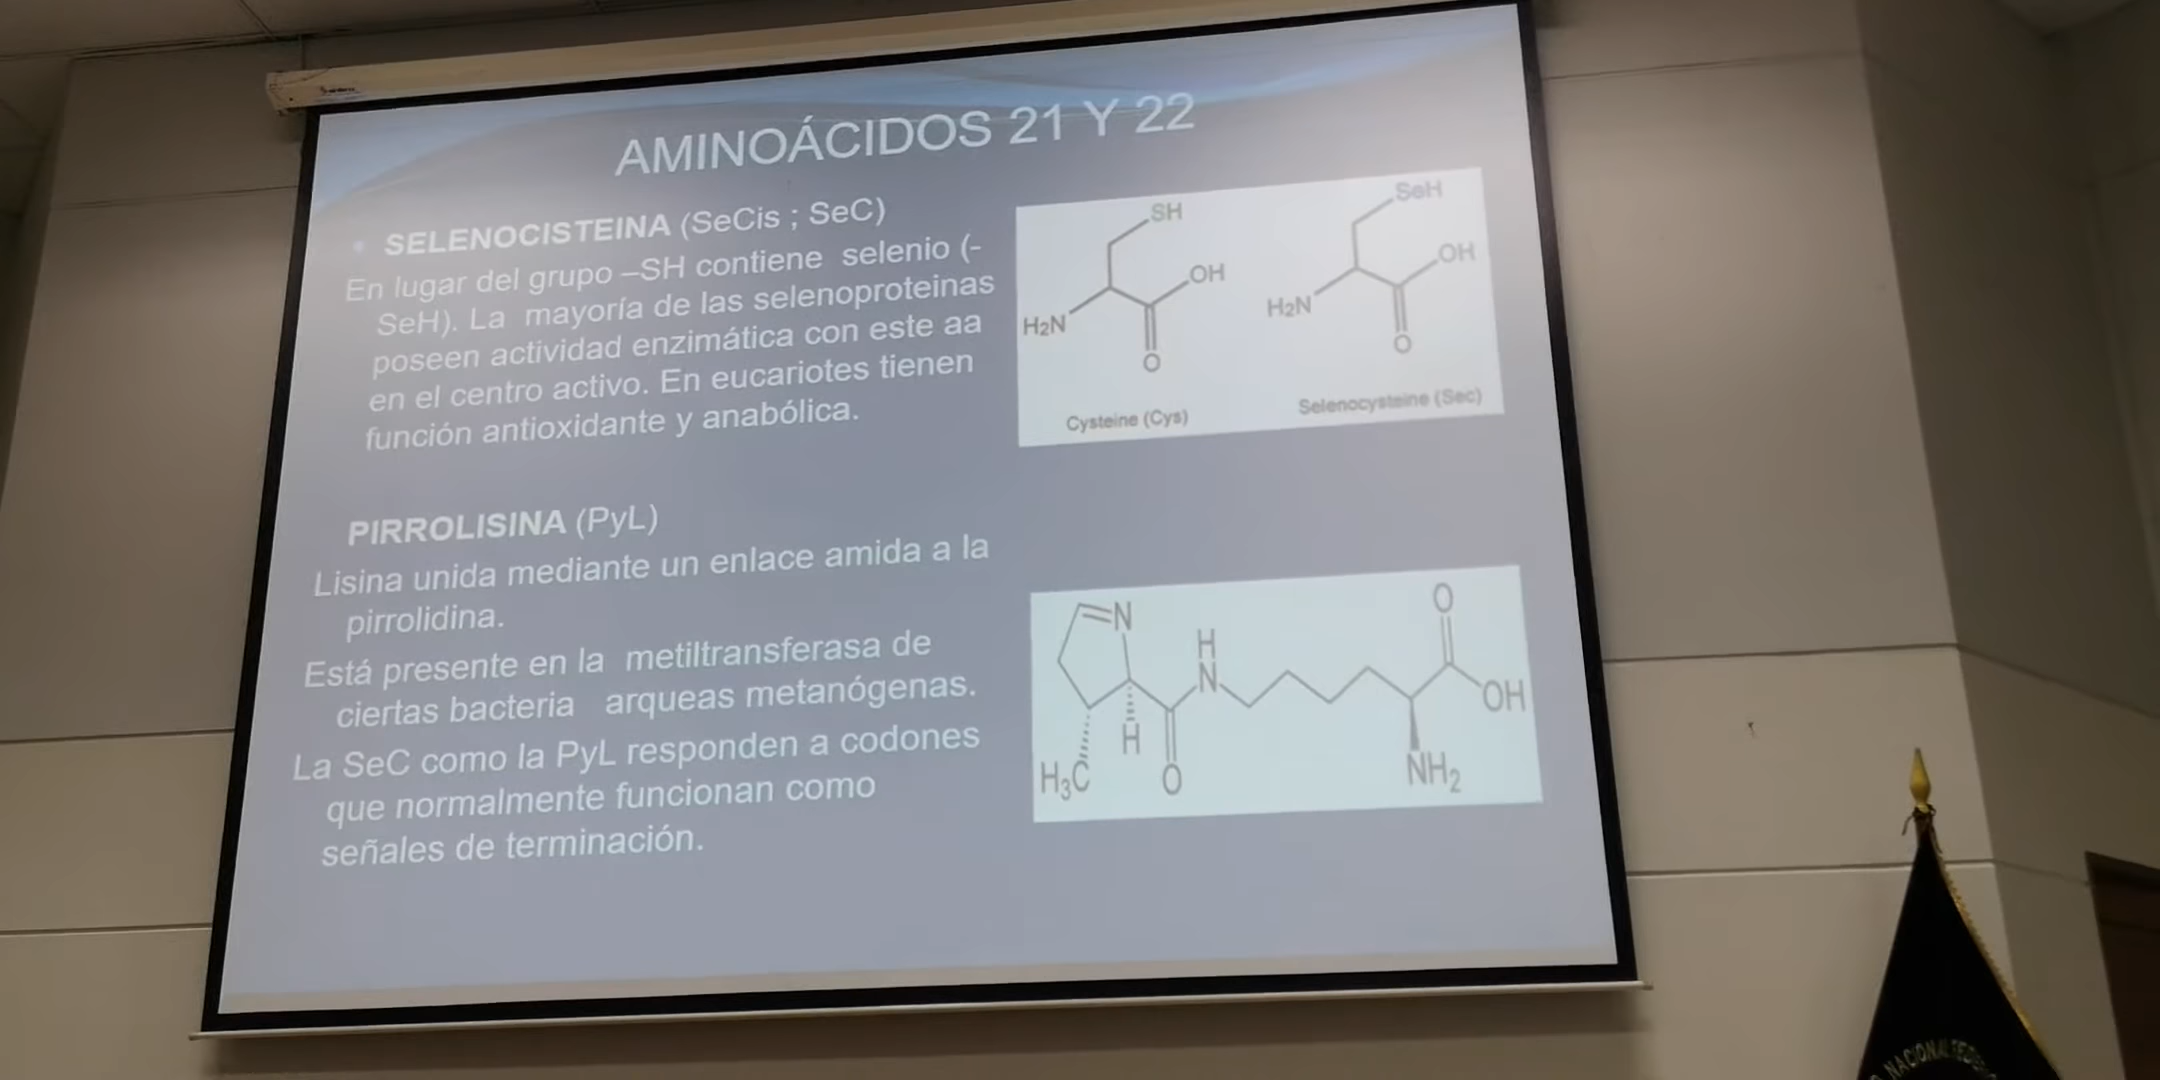 AMINOÁCIDOS 21 Y 22
SELENOCISTEINA (SeCis ; SeC)
En lugar del grupo –SH contiene selenio (-
SeH). La mayoría de las selenoproteinas
poseen actividad enzimática con este aa
en el centro activo. En eucariotes tienen
función antioxidante y anabólica.
SH
OH
H2N
O
Cysteine (Cys)
SeH
OH
H2N
O
Selenocysteine (Sec)
PIRROLISINA (PyL)
Lisina unida mediante un enlace amida a la
pirrolidina.
Está presente en la metiltransferasa de
ciertas bacteria arqueas metanógenas.
La SeC como la PyL responden a codones
que normalmente funcionan como
señales de terminación.
N
H
N
O
OH
H
H₃C
O
NH₂
NACIONAL